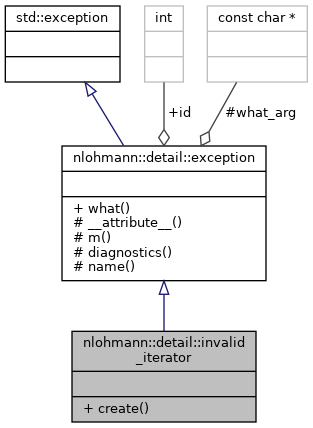 std::exception
int
const char *
+id
#what_arg
nlohmann::detail::exception
+ what()
# __attribute__()
# m()
# diagnostics()
# name()
nlohmann::detail::invalid
_iterator
+ create()